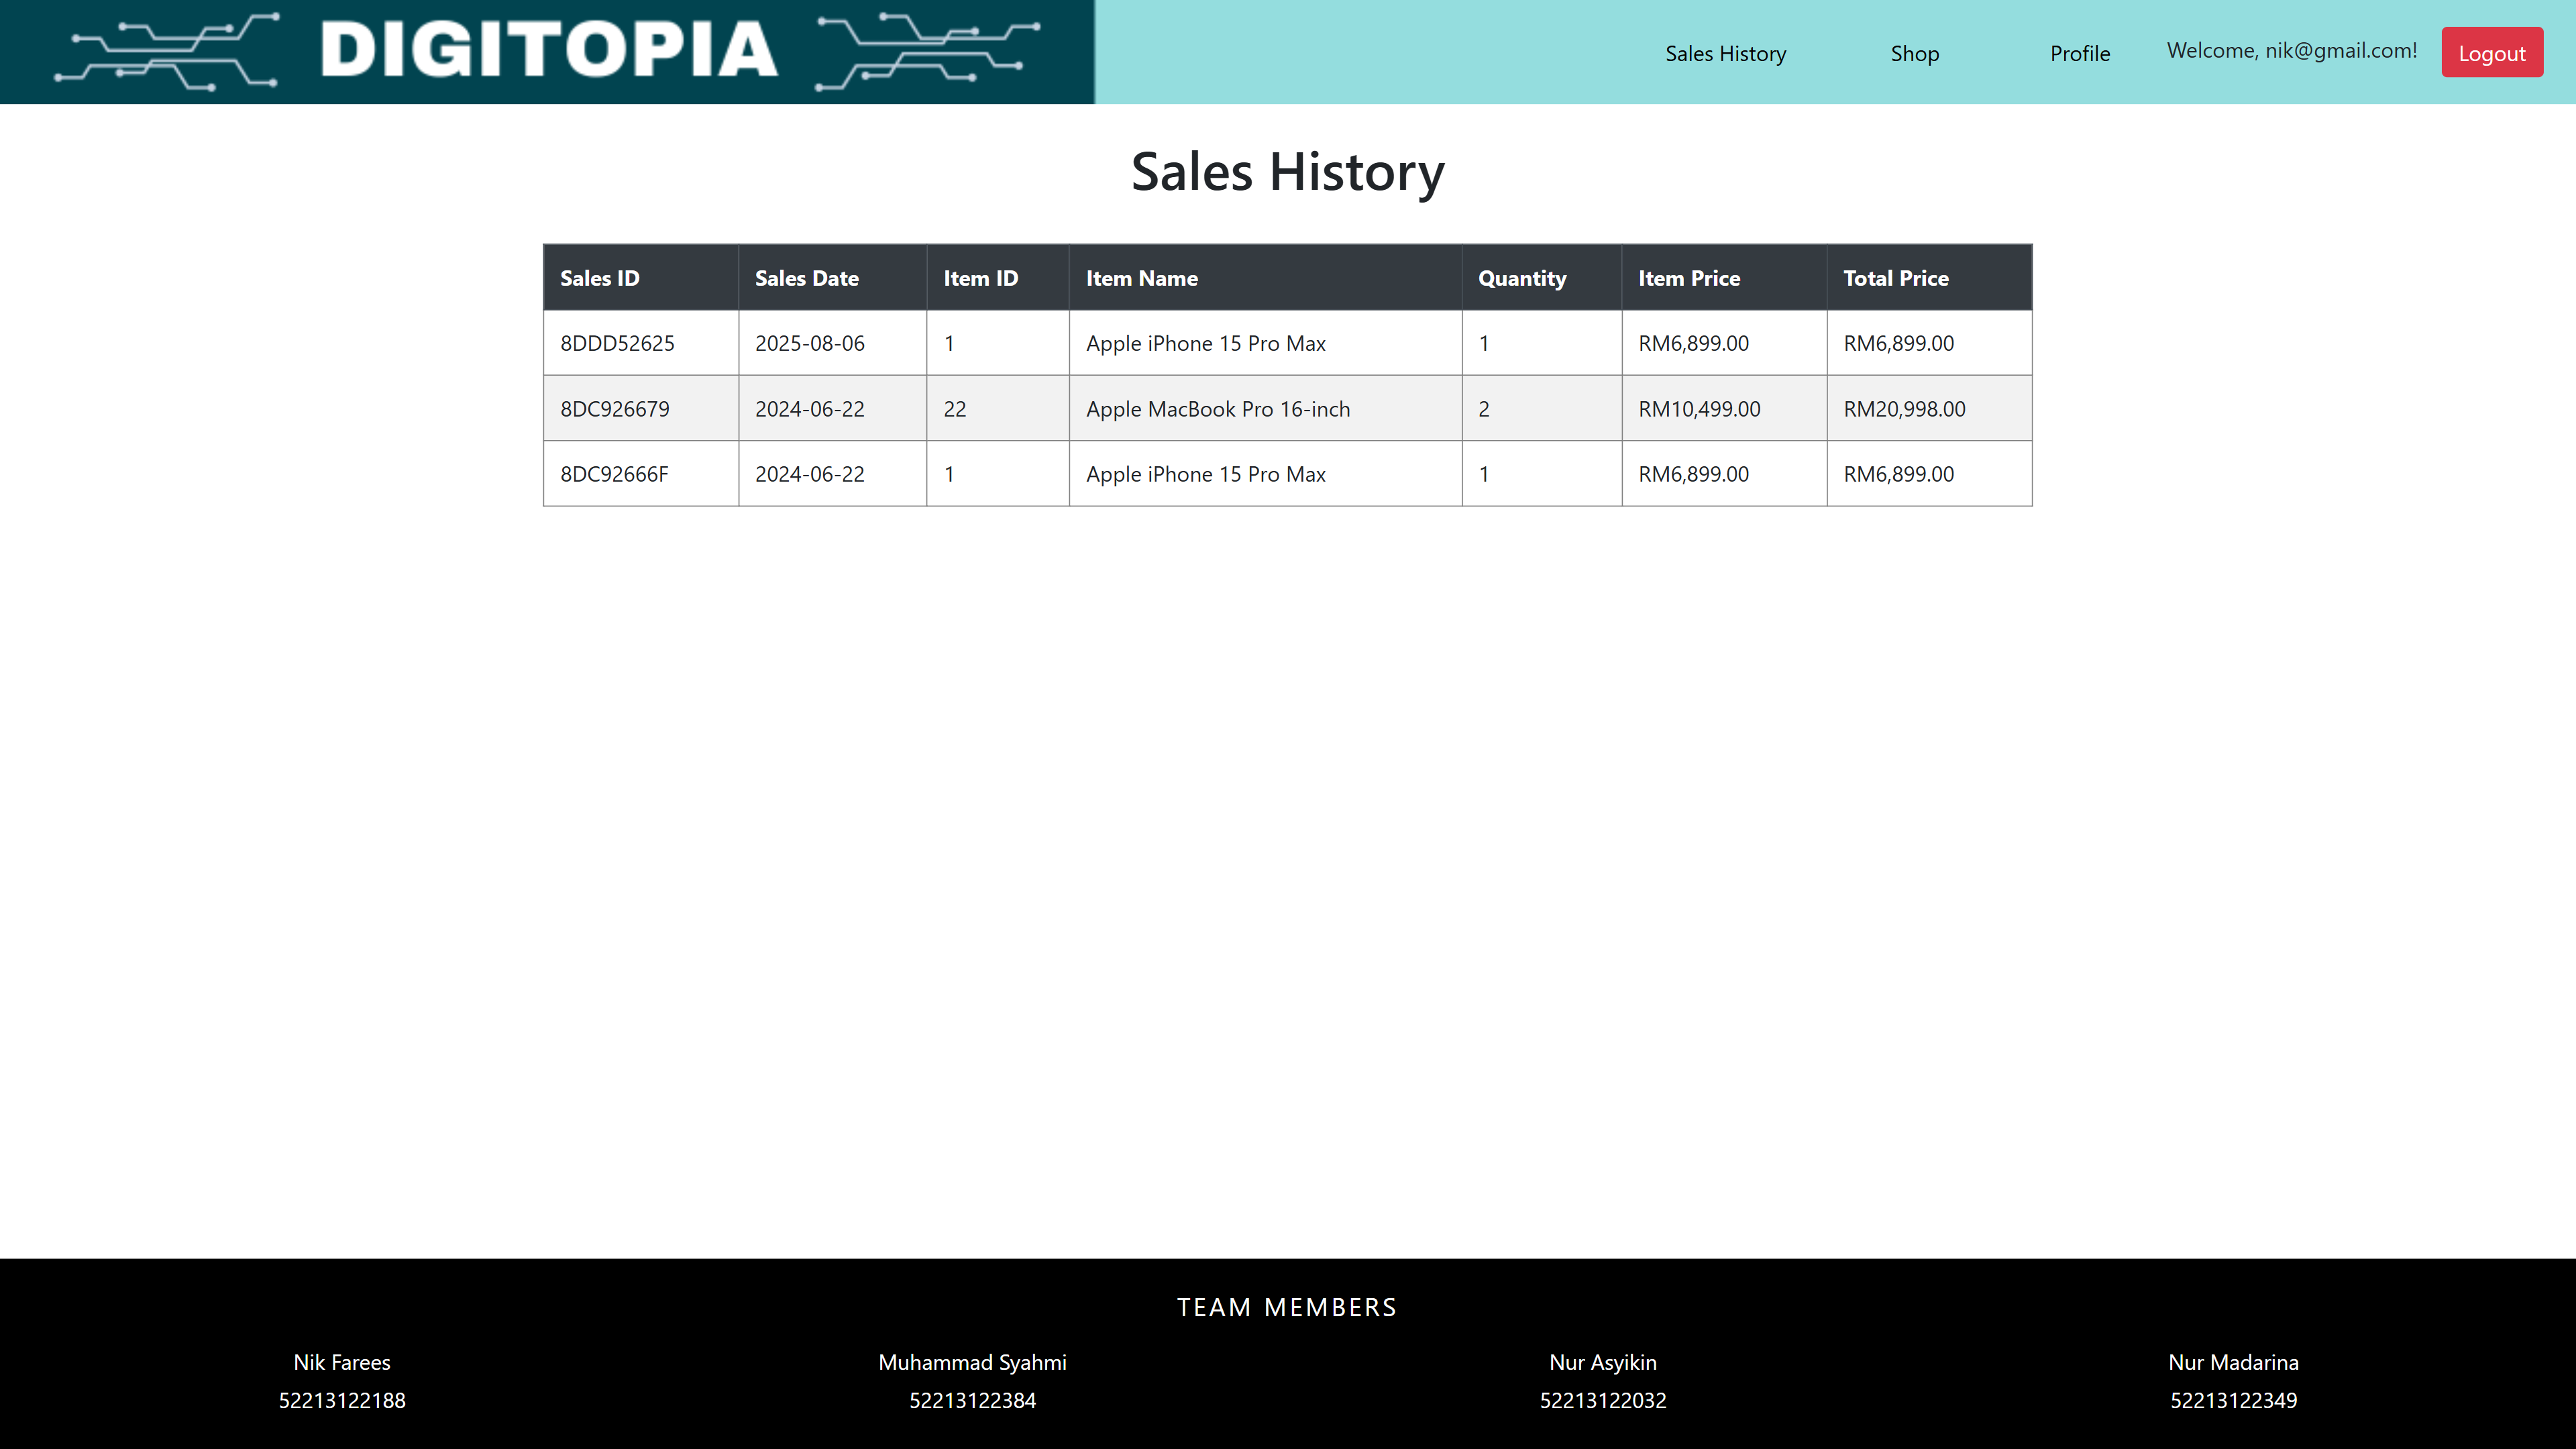 DIGITOPIA
Sales History Shop Profile Welcome, nik@gmail.com! Logout
Sales History
Sales ID Sales Date Item ID Item Name Quantity Item Price Total Price
8DDD52625 2025-08-06 1 Apple iPhone 15 Pro Max 1 RM6,899.00 RM6,899.00
8DC926679 2024-06-22 22 Apple MacBook Pro 16-inch 2 RM10,499.00 RM20,998.00
8DC92666F 2024-06-22 1 Apple iPhone 15 Pro Max 1 RM6,899.00 RM6,899.00
TEAM MEMBERS
Nik Farees Muhammad Syahmi Nur Asyikin Nur Madarina
52213122188 52213122384 52213122032 52213122349